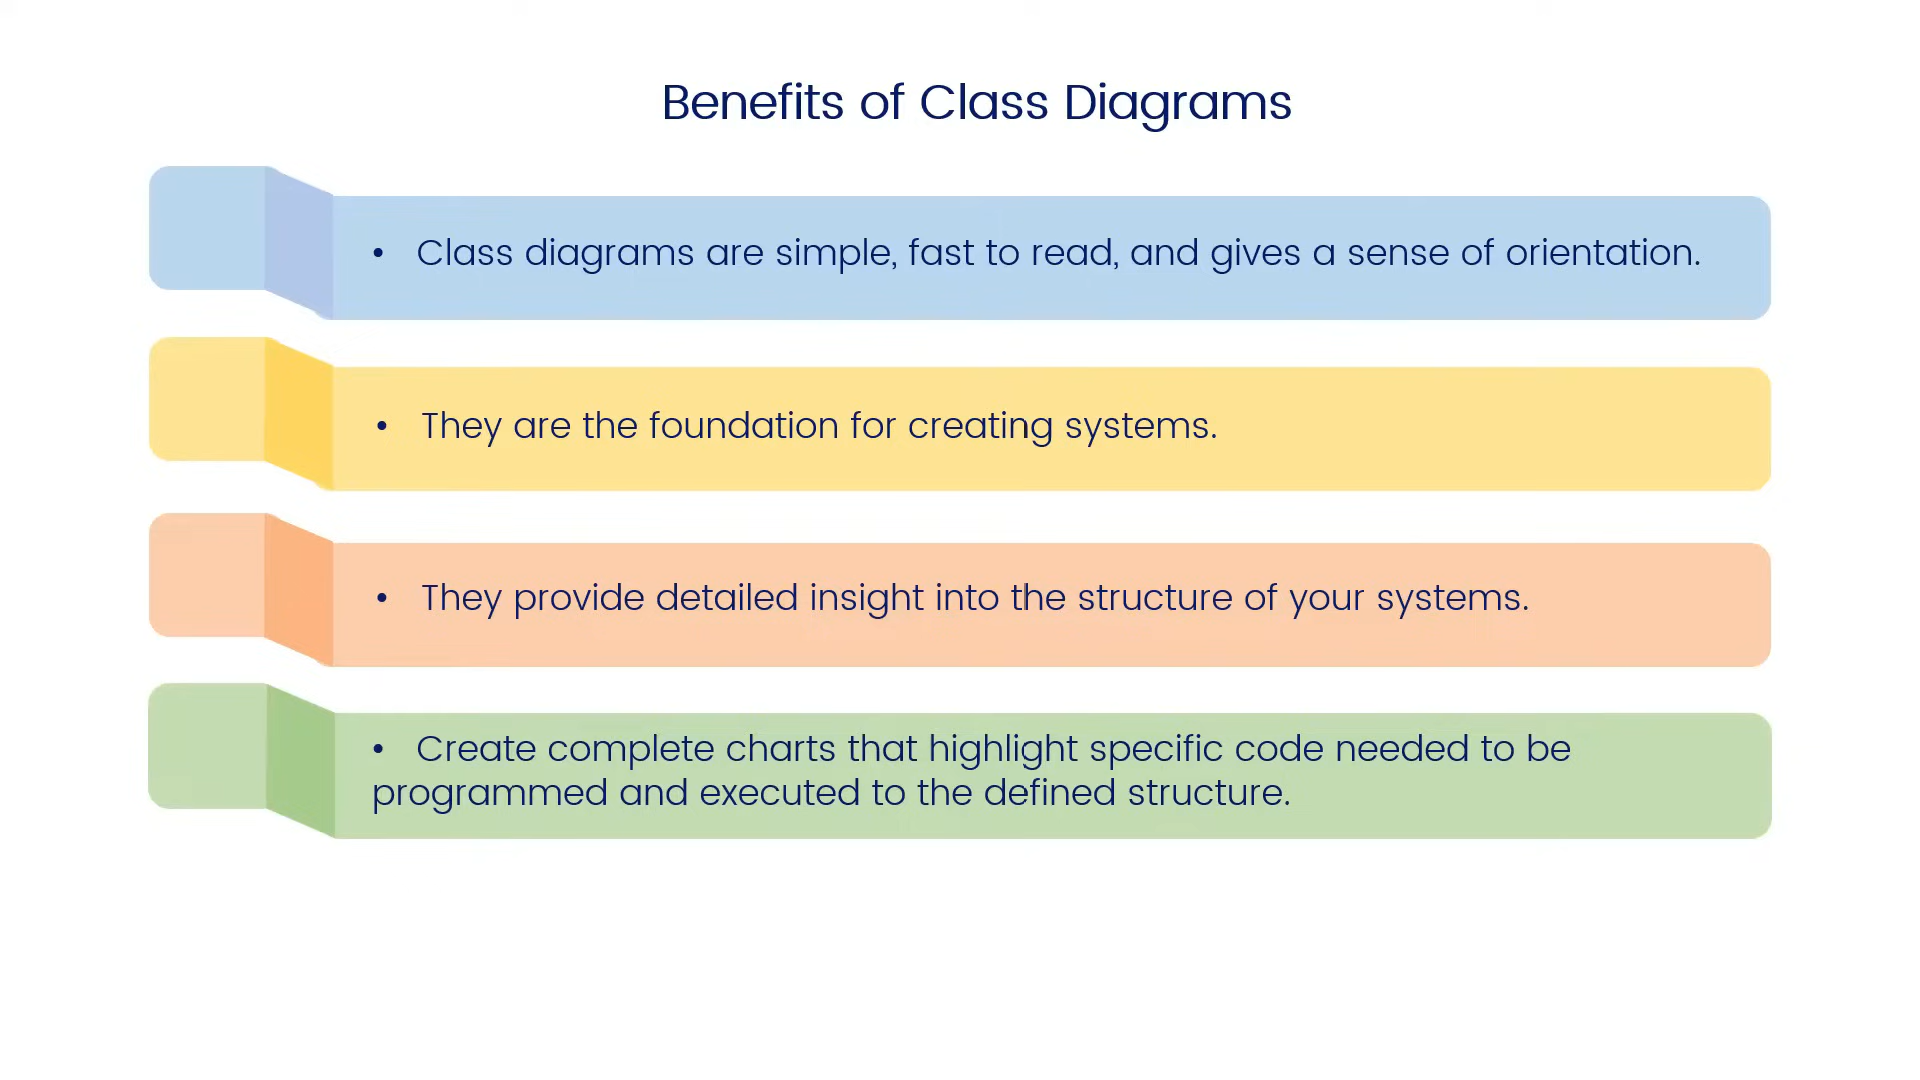 Benefits of Class Diagrams
• Class diagrams are simple, fast to read, and gives a sense of orientation.
• They are the foundation for creating systems.
• They provide detailed insight into the structure of your systems.
• Create complete charts that highlight specific code needed to be
programmed and executed to the defined structure.